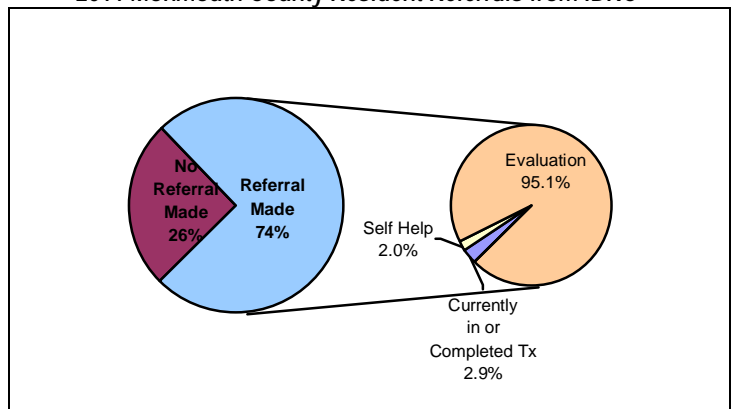 No
Referral
Made
26%
Referral
Made
74%
Evaluation
95.1%
Self Help
2.0%
Currently
in or
Completed Tx
2.9%